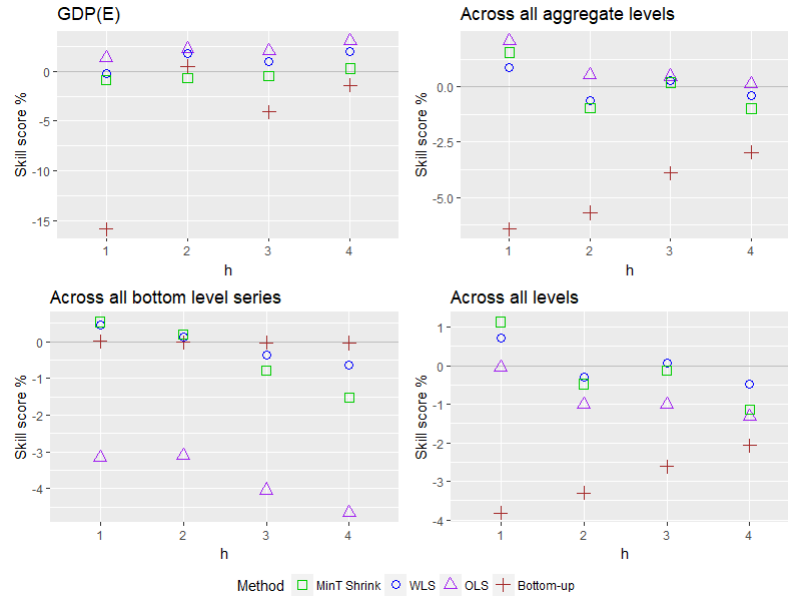 GDP(E)
Skill score %
0
-5
-10
-15
1 2 3 4
h
Across all aggregate levels
Skill score %
0.0
-2.5
-5.0
1 2 3 4
h
Across all bottom level series
Skill score %
0
-1
-2
-3
-4
1 2 3 4
h
Across all levels
Skill score %
1
0
-1
-2
-3
-4
1 2 3 4
h
Method MinT Shrink WLS OLS Bottom-up